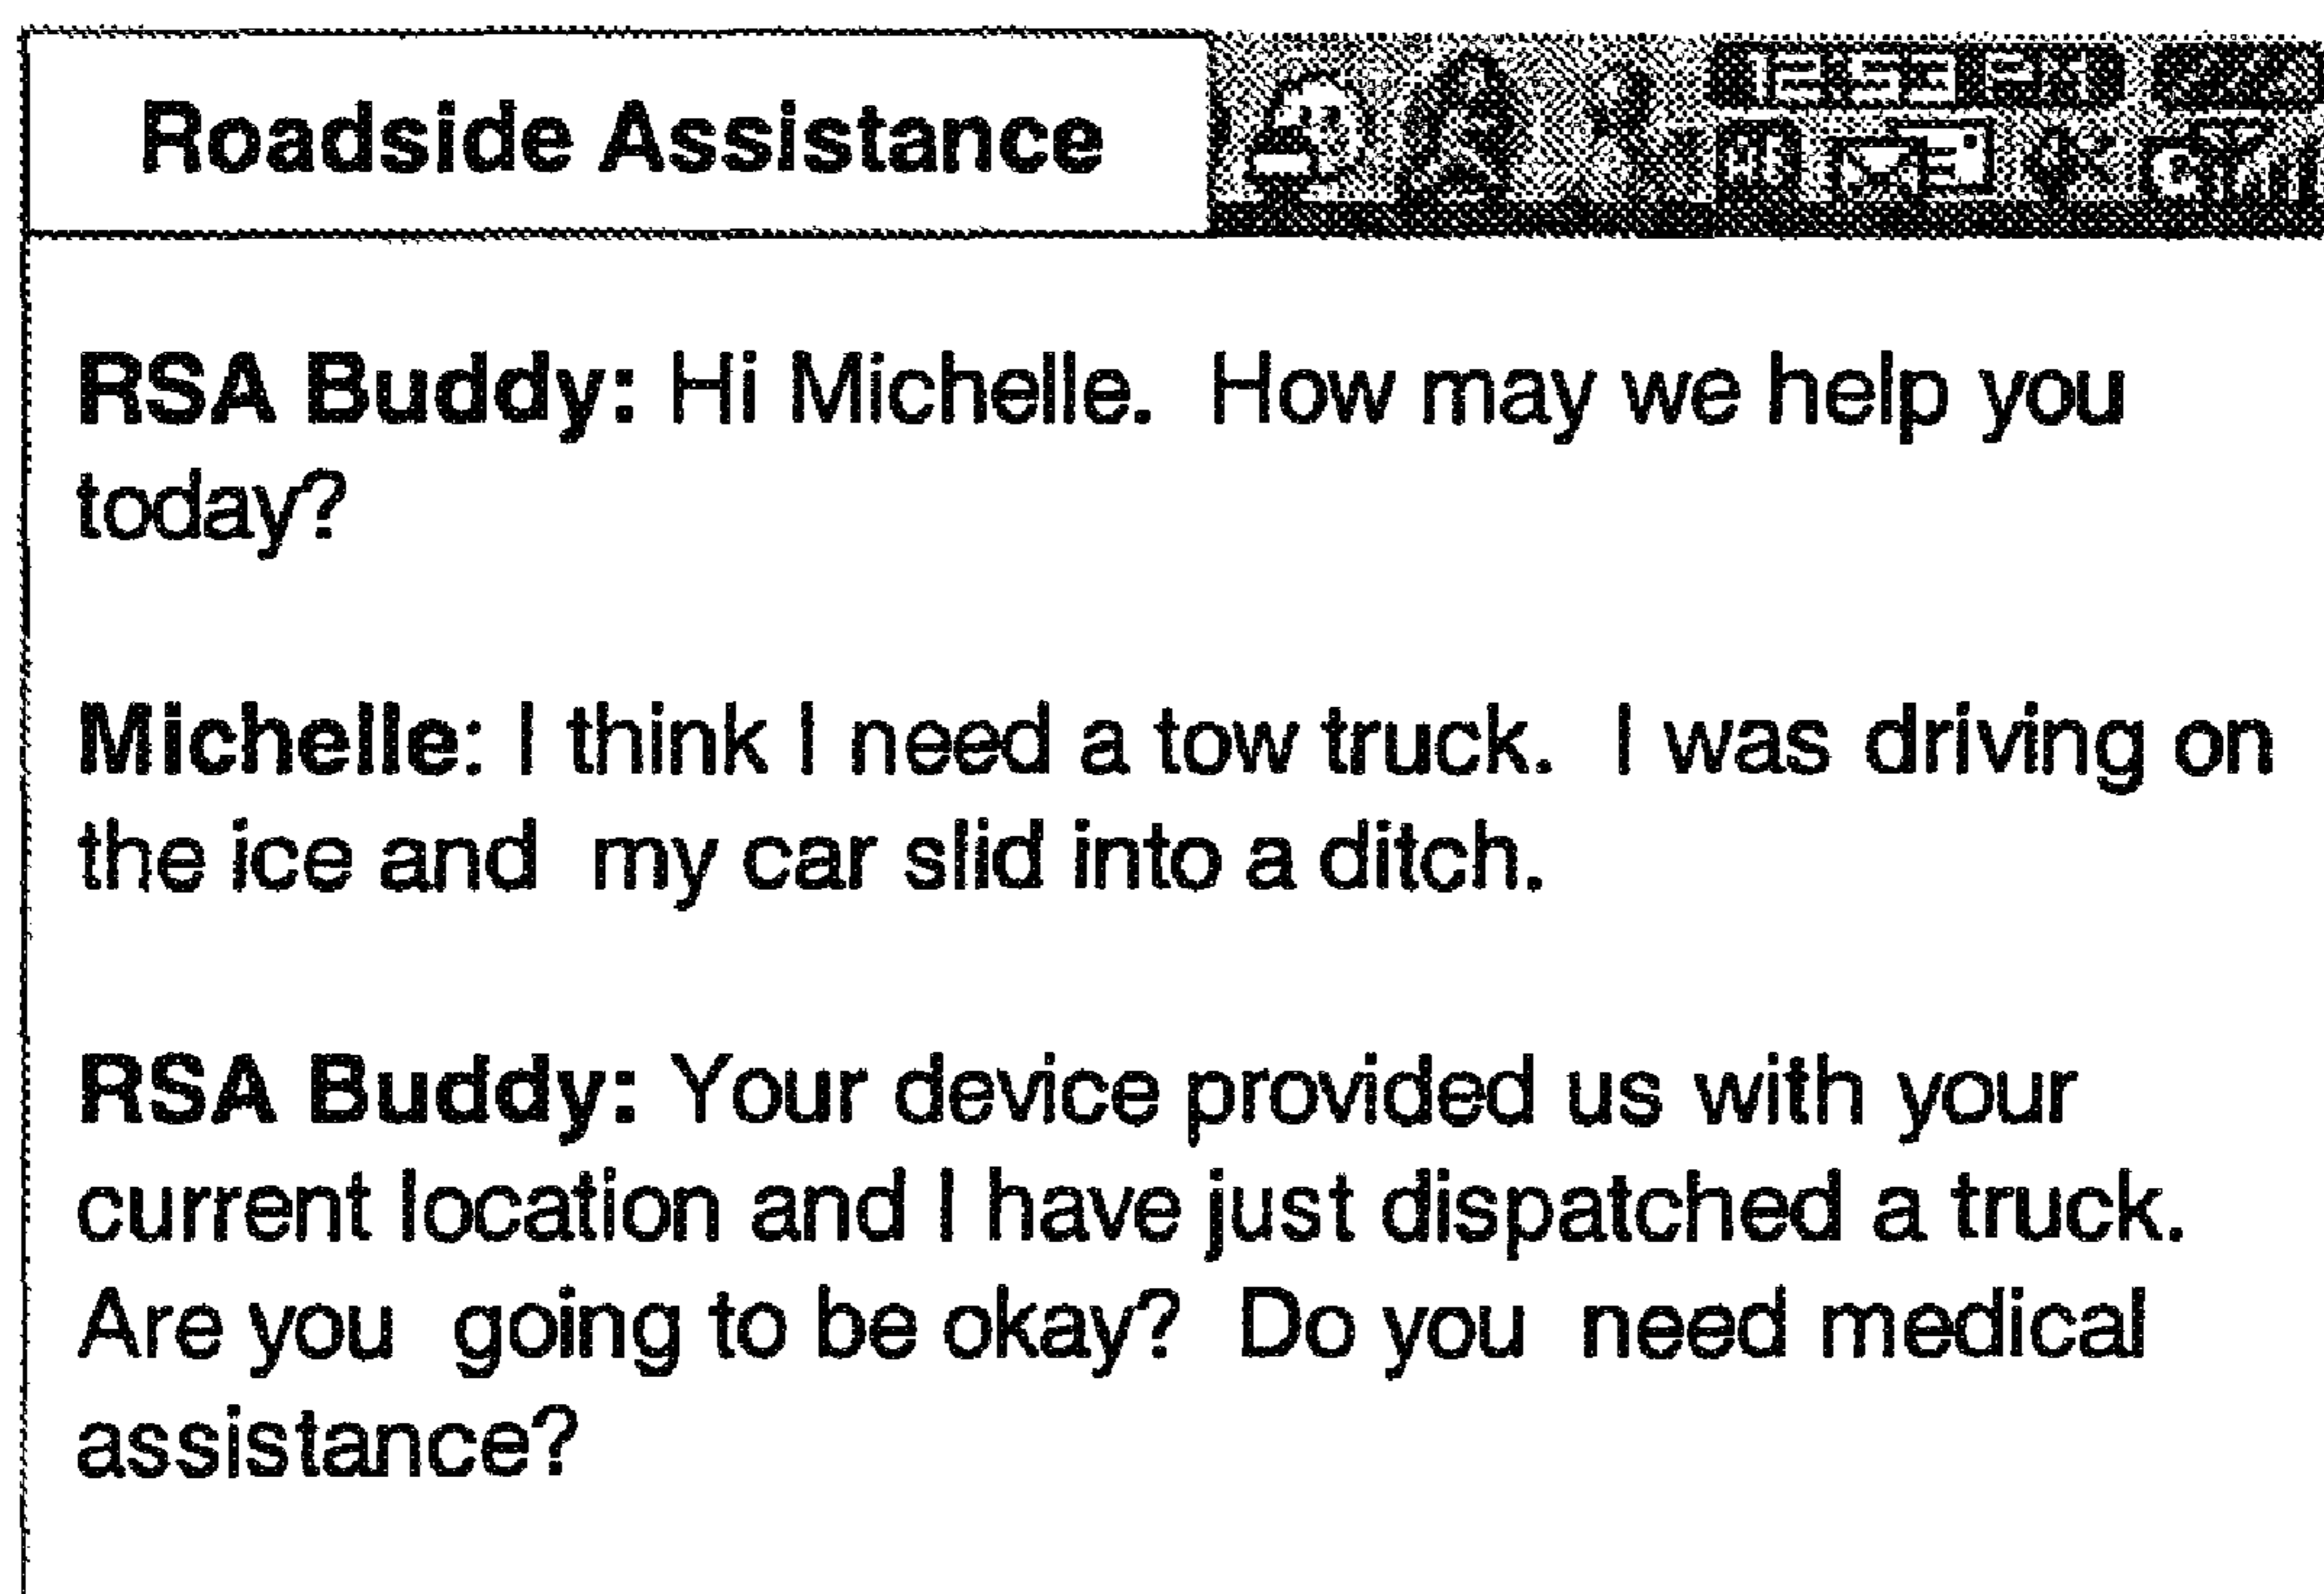 Roadside Assistance
RSA Buddy: Hi Michelle.  How may we help you
today?
Michelle: I think I need a tow truck.  I was driving on
the ice and  my car slid into a ditch.
RSA Buddy: Your device provided us with your
current location and I have just dispatched a truck.
Are you  going to be okay?  Do you  need medical
assistance?